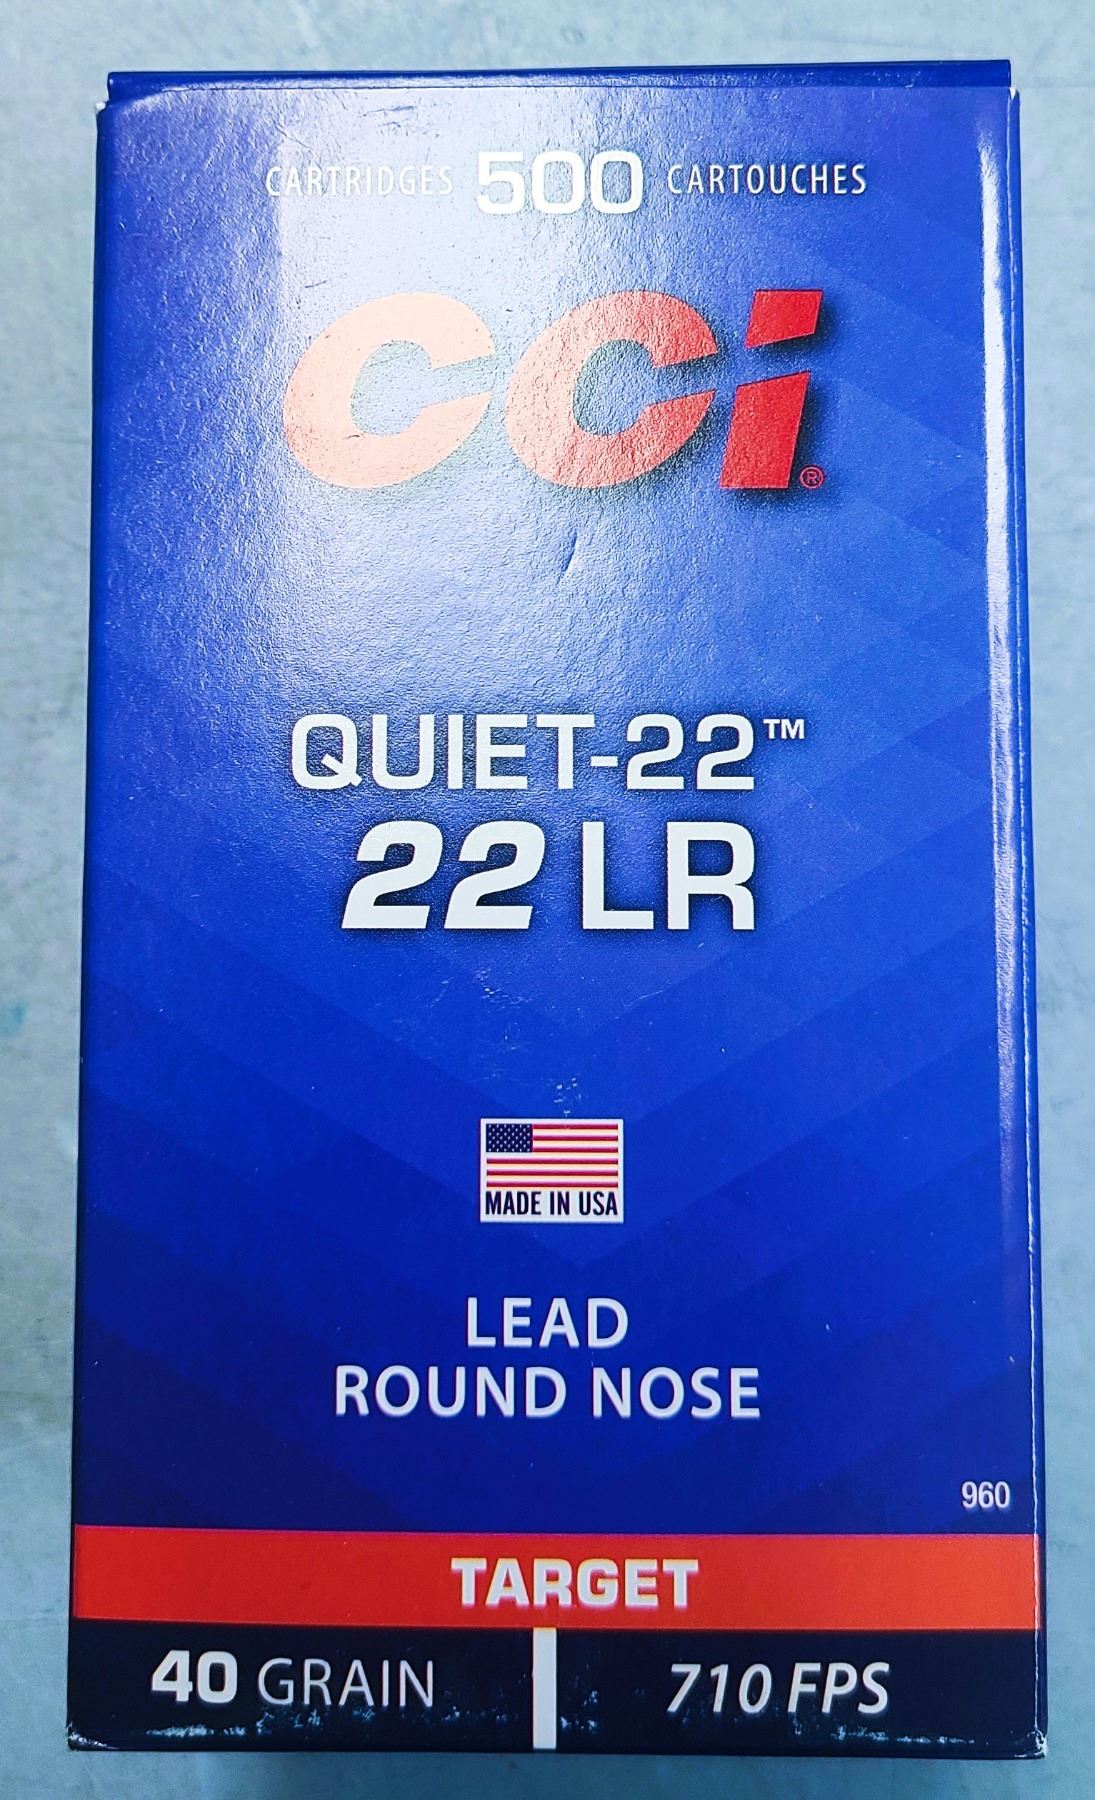 CARTRIDGES 500 CARTOUCHES
CCi®
QUIET-22™
22 LR
MADE IN USA
LEAD
ROUND NOSE
960
TARGET
40 GRAIN 710 FPS